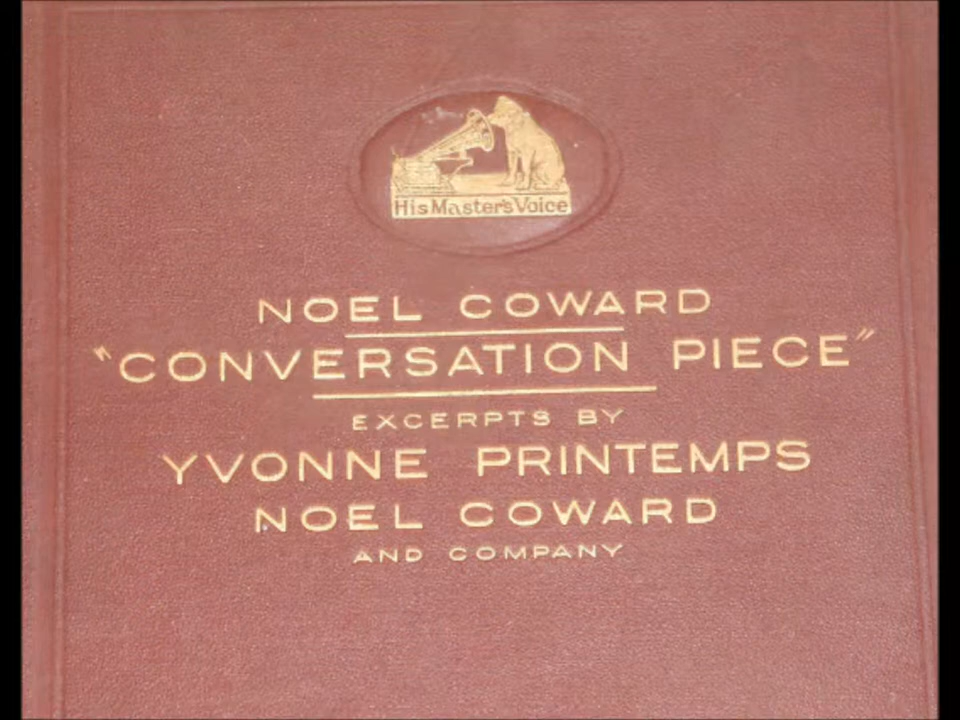 His Master's Voice
NOEL COWARD
"CONVERSATION PIECE"
EXCERPTS BY
YVONNE PRINTEMPS
NOEL COWARD
AND COMPANY